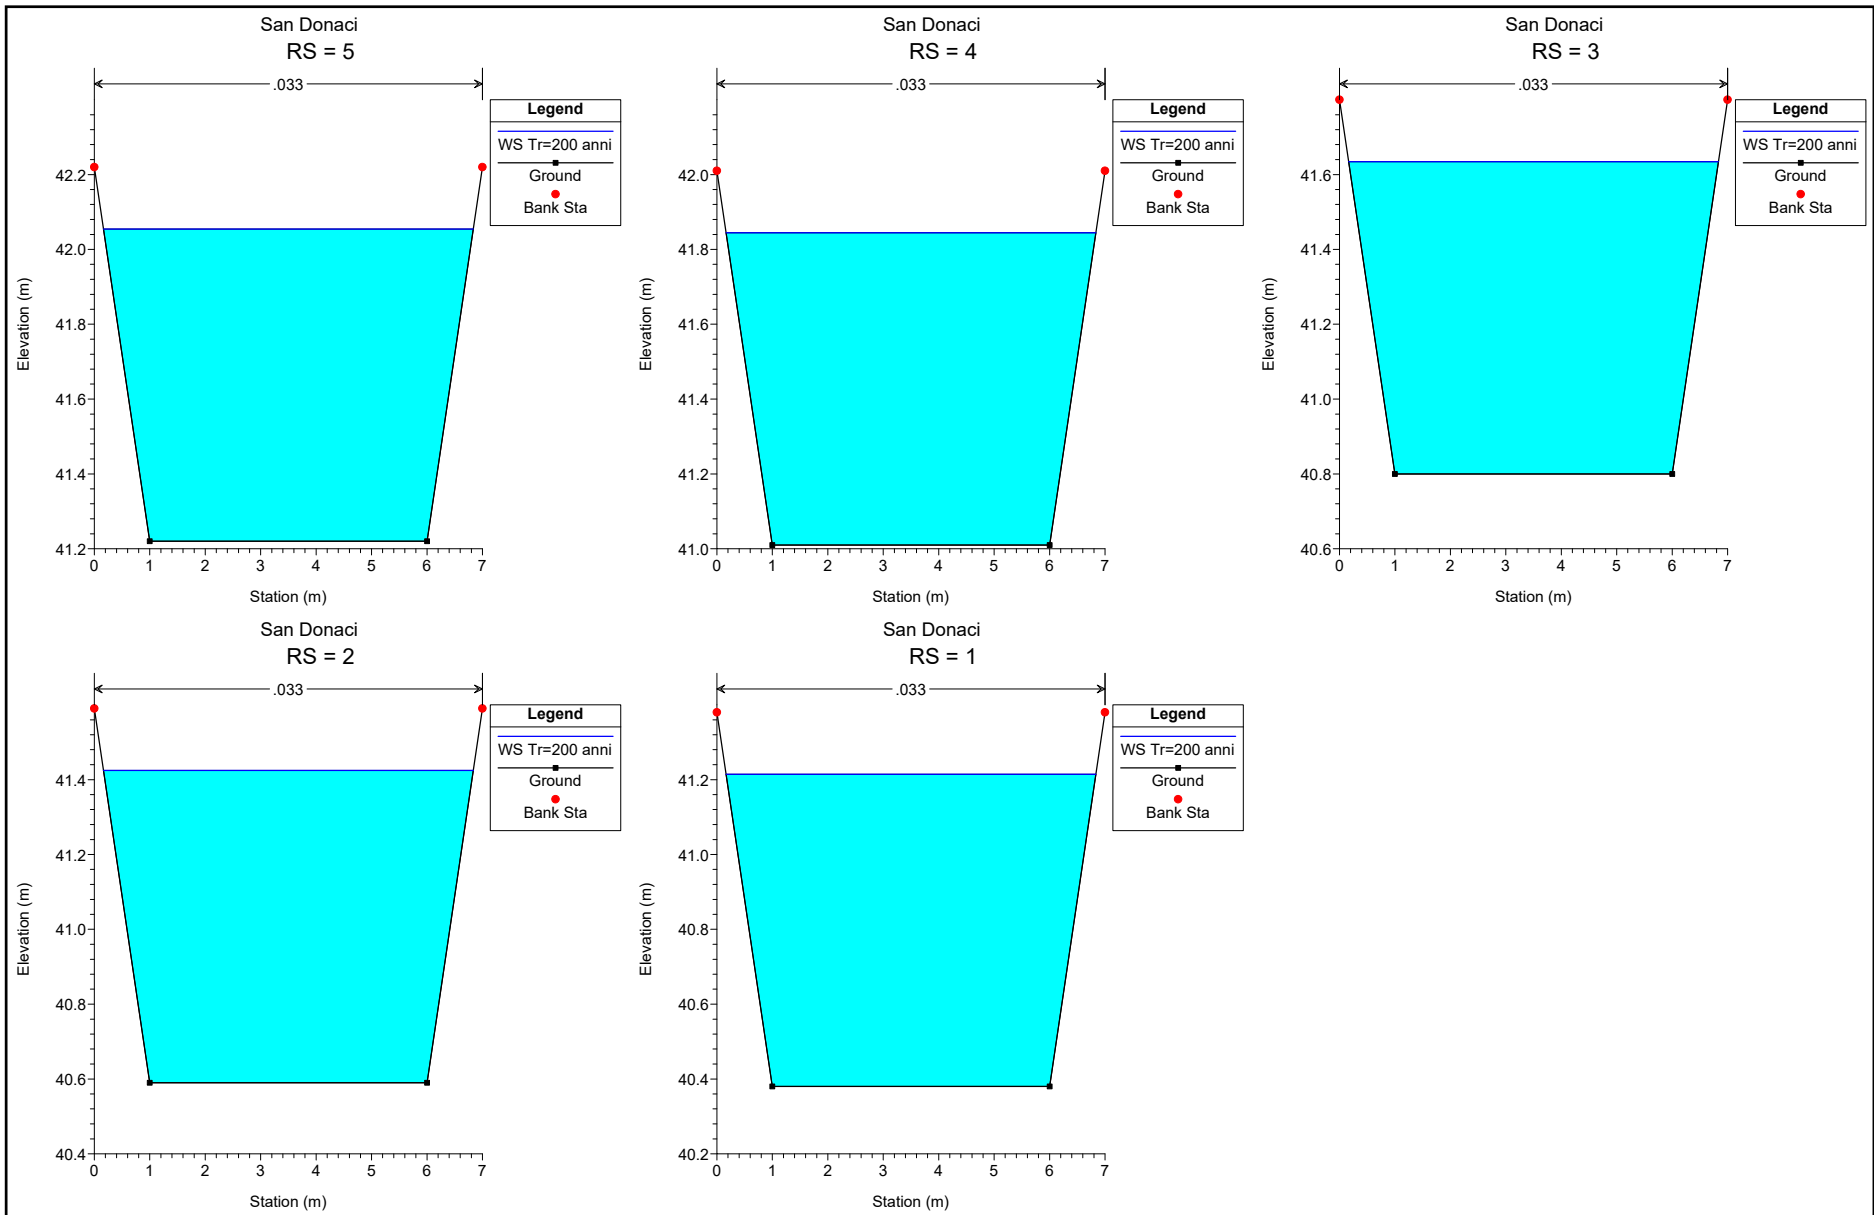 San Donaci
RS = 5
.033
Legend
WS Tr=200 anni
Ground
Bank Sta
42.2
42.0
41.8
41.6
41.4
41.2
0 1 2 3 4 5 6 7
Station (m)
Elevation (m)
San Donaci
RS = 4
.033
Legend
WS Tr=200 anni
Ground
Bank Sta
42.0
41.8
41.6
41.4
41.2
41.0
0 1 2 3 4 5 6 7
Station (m)
Elevation (m)
San Donaci
RS = 3
.033
Legend
WS Tr=200 anni
Ground
Bank Sta
41.6
41.4
41.2
41.0
40.8
40.6
0 1 2 3 4 5 6 7
Station (m)
Elevation (m)
San Donaci
RS = 2
.033
Legend
WS Tr=200 anni
Ground
Bank Sta
41.4
41.2
41.0
40.8
40.6
40.4
0 1 2 3 4 5 6 7
Station (m)
Elevation (m)
San Donaci
RS = 1
.033
Legend
WS Tr=200 anni
Ground
Bank Sta
41.2
41.0
40.8
40.6
40.4
40.2
0 1 2 3 4 5 6 7
Station (m)
Elevation (m)